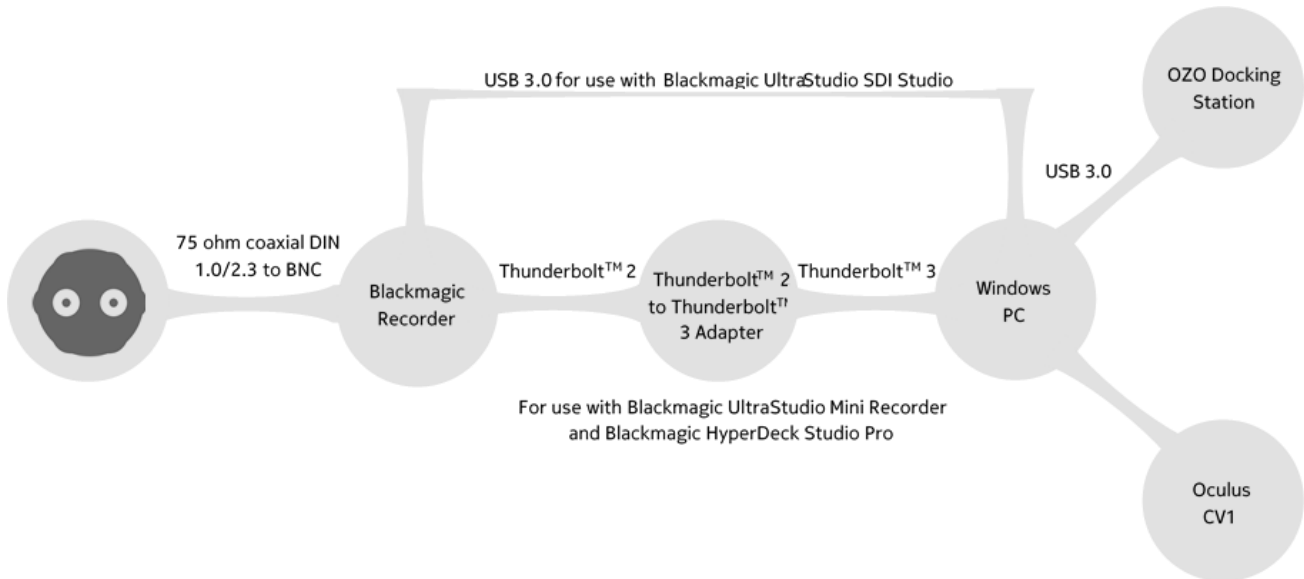 USB 3.0 for use with Blackmagic UltraStudio SDI Studio
OZO Docking
Station
USB 3.0
75 ohm coaxial DIN
1.0/2.3 to BNC
Blackmagic
Recorder
Thunderbolt™ 2
Thunderbolt™ 2
to Thunderbolt™
3 Adapter
Thunderbolt™ 3
Windows
PC
For use with Blackmagic UltraStudio Mini Recorder
and Blackmagic HyperDeck Studio Pro
Oculus
CV1